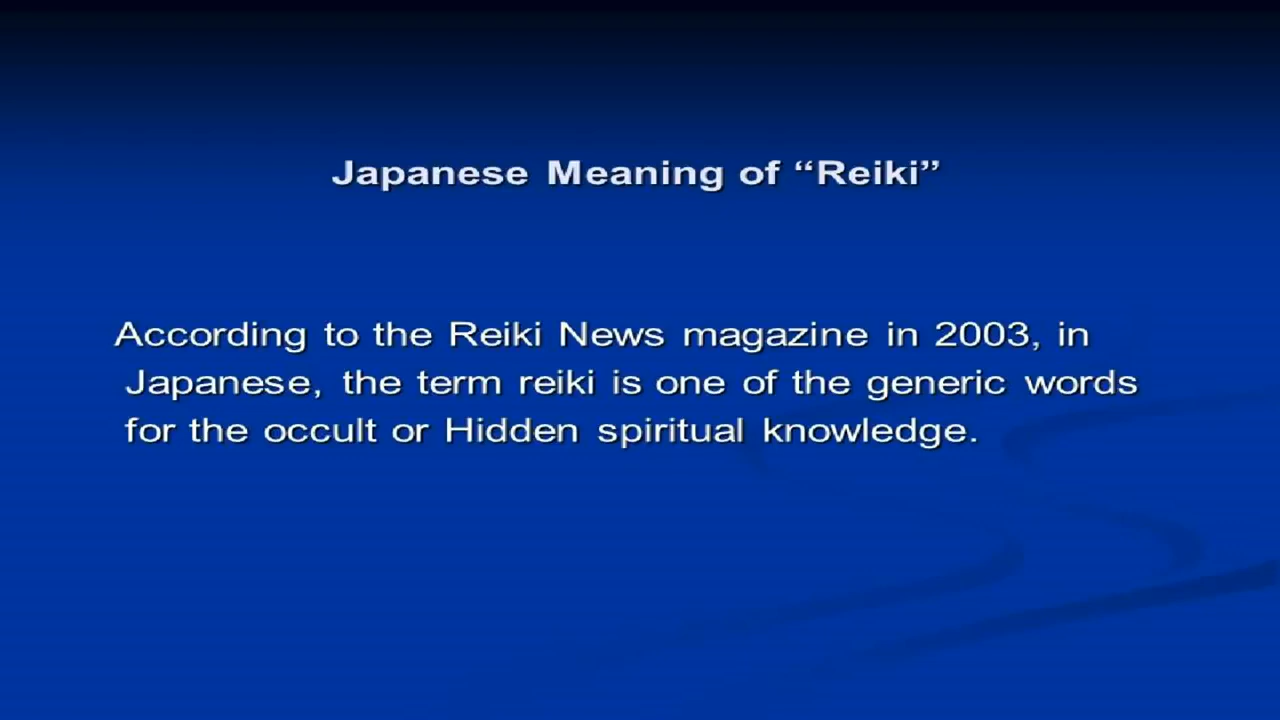 Japanese Meaning of “Reiki”
According to the Reiki News magazine in 2003, in
Japanese, the term reiki is one of the generic words
for the occult or Hidden spiritual knowledge.